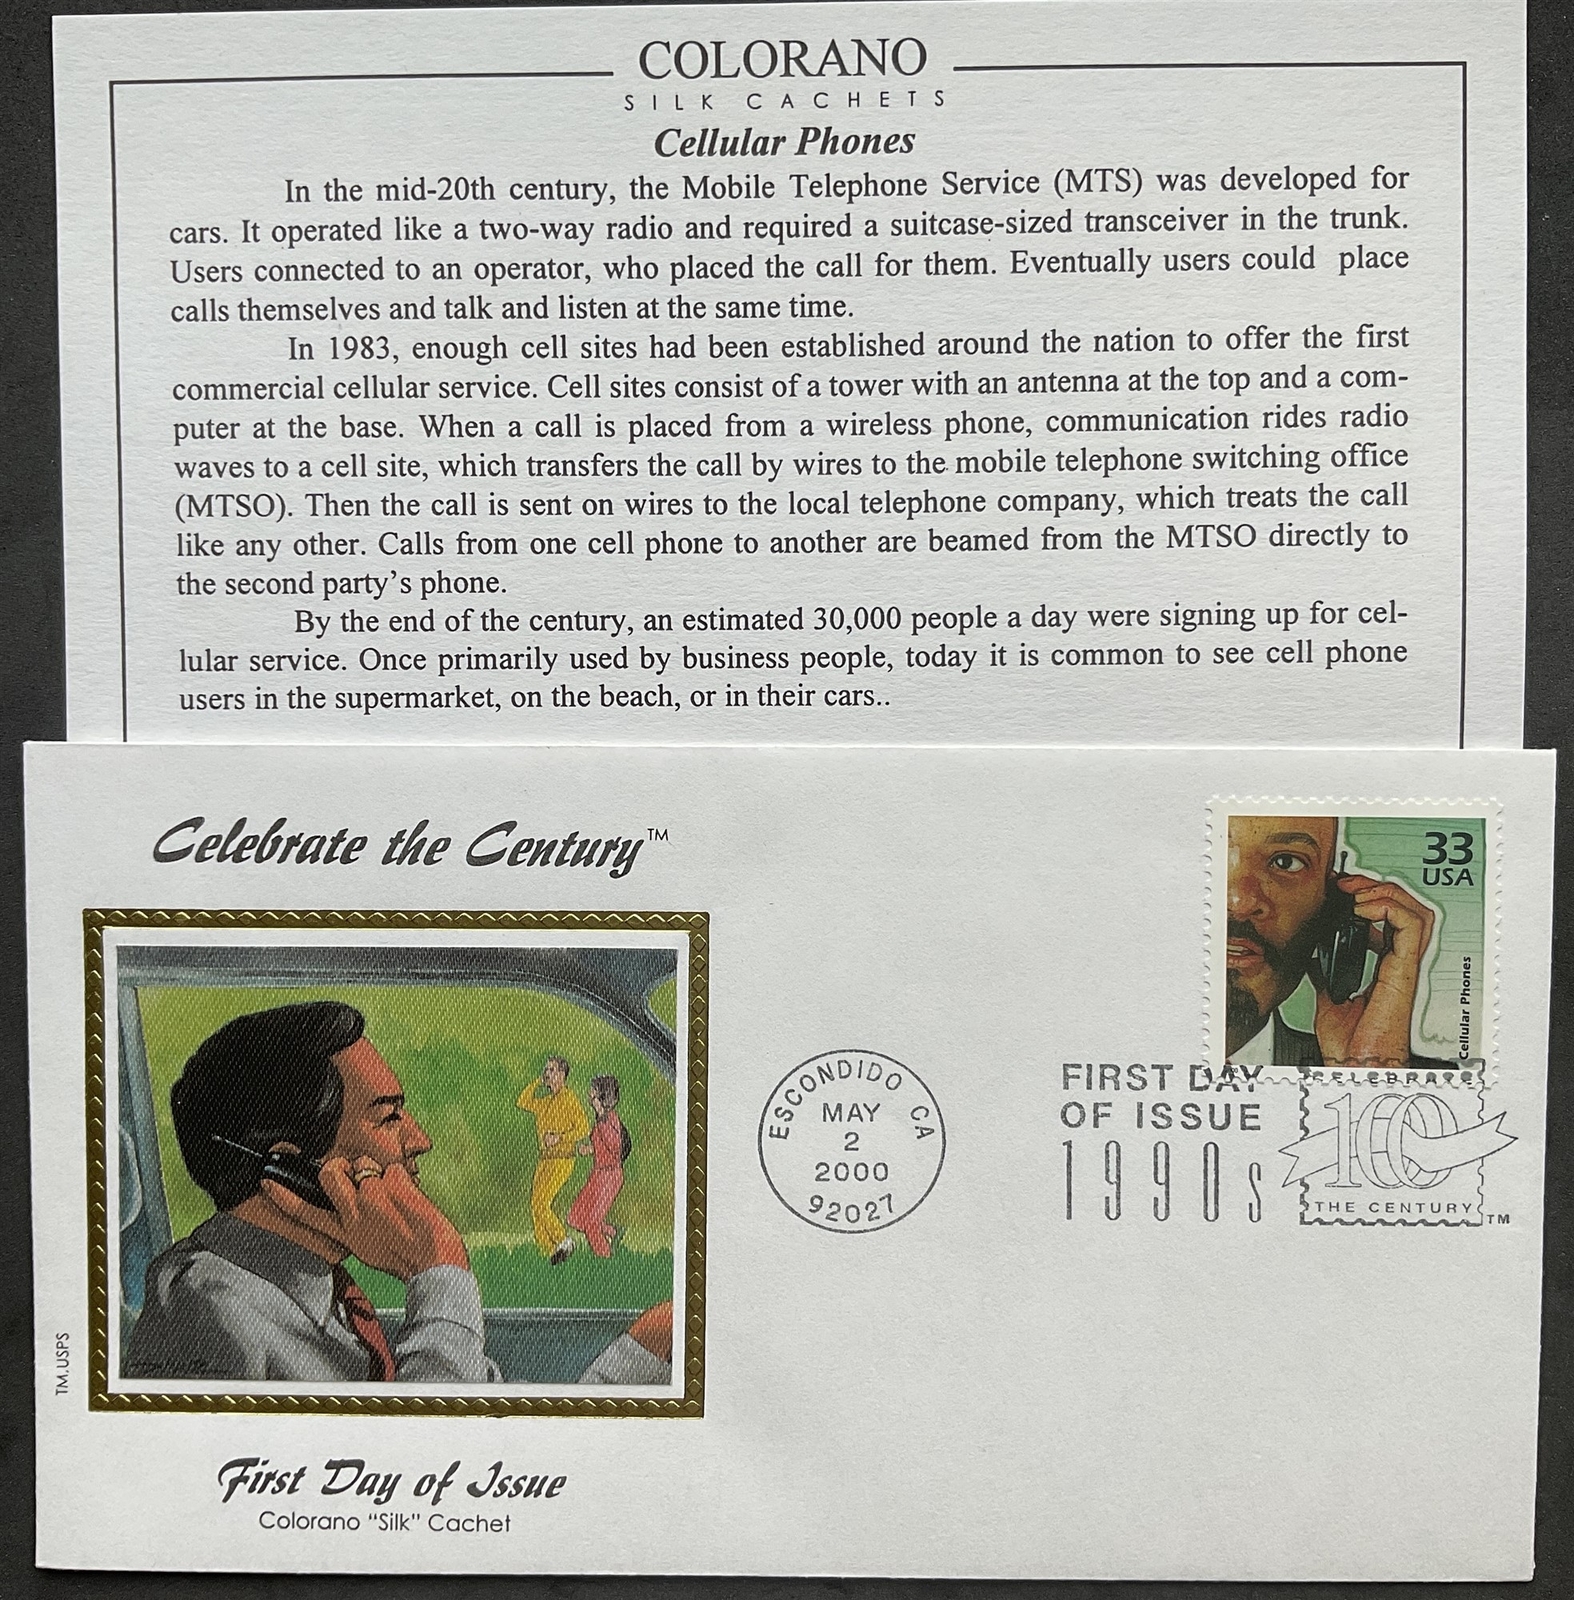 COLORANO
SILK CACHETS
Cellular Phones
In the mid-20th century, the Mobile Telephone Service (MTS) was developed for
cars. It operated like a two-way radio and required a suitcase-sized transceiver in the trunk.
Users connected to an operator, who placed the call for them. Eventually users could place
calls themselves and talk and listen at the same time.
In 1983, enough cell sites had been established around the nation to offer the first
commercial cellular service. Cell sites consist of a tower with an antenna at the top and a com-
puter at the base. When a call is placed from a wireless phone, communication rides radio
waves to a cell site, which transfers the call by wires to the mobile telephone switching office
(MTSO). Then the call is sent on wires to the local telephone company, which treats the call
like any other. Calls from one cell phone to another are beamed from the MTSO directly to
the second party's phone.
By the end of the century, an estimated 30,000 people a day were signing up for cel-
lular service. Once primarily used by business people, today it is common to see cell phone
users in the supermarket, on the beach, or in their cars..
Celebrate the Century™
33
USA
Cellular Phones
ESCONDIDO CA
MAY
2
2000
92027
FIRST DAY
OF ISSUE
1990s
CELEBRATE
100
THE CENTURY
TM
TM.USPS
First Day of Issue
Colorano "Silk" Cachet